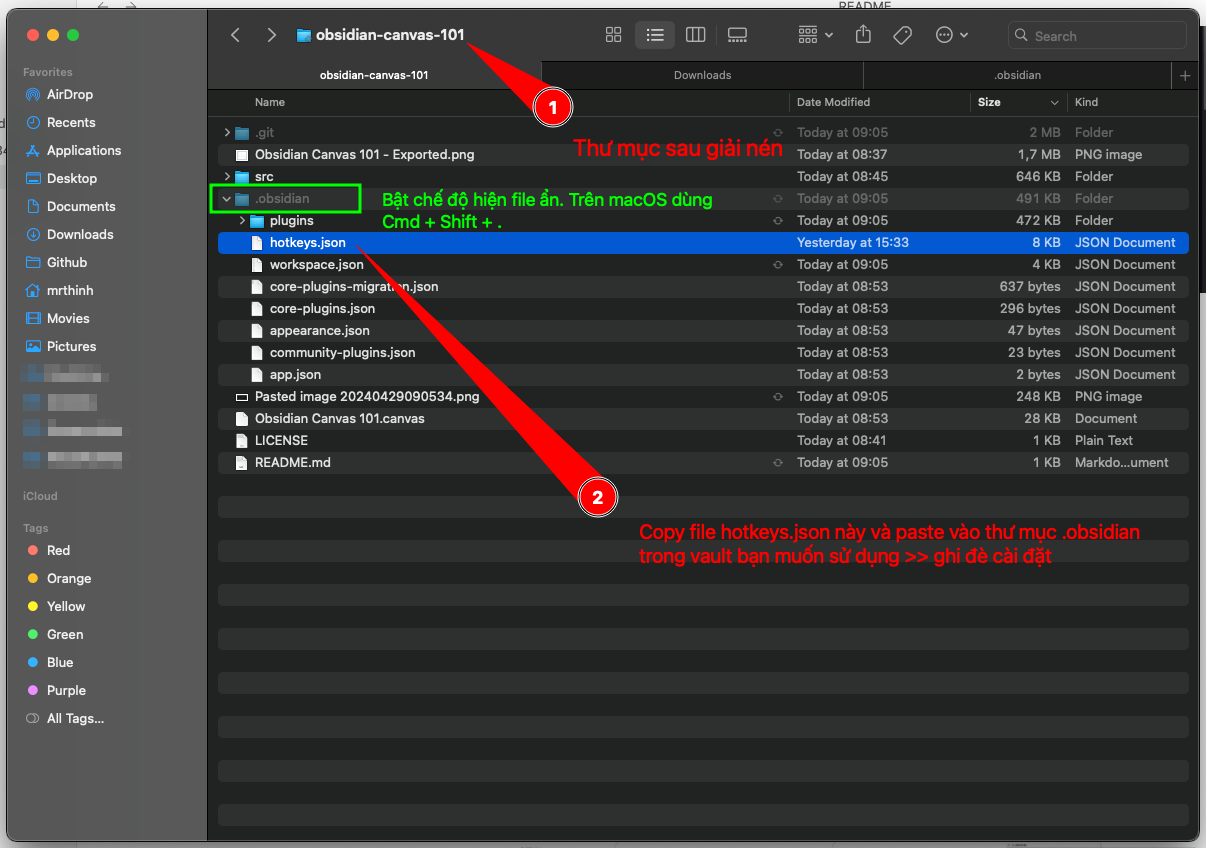 README
obsidian-canvas-101
Search
obsidian-canvas-101 Downloads .obsidian
Name Date Modified Size Kind
Favorites
AirDrop
Recents
Applications
Desktop
Documents
Downloads
Github
mrthinh
Movies
Pictures
iCloud
Tags
Red
Orange
Yellow
Green
Blue
Purple
All Tags...
.git Today at 09:05 2 MB Folder
Obsidian Canvas 101 - Exported.png Today at 08:37 1,7 MB PNG image
src Today at 08:45 646 KB Folder
.obsidian Today at 09:05 491 KB Folder
plugins Today at 09:05 472 KB Folder
hotkeys.json Yesterday at 15:33 8 KB JSON Document
workspace.json Today at 09:05 4 KB JSON Document
core-plugins-migration.json Today at 08:53 637 bytes JSON Document
core-plugins.json Today at 08:53 296 bytes JSON Document
appearance.json Today at 08:53 47 bytes JSON Document
community-plugins.json Today at 08:53 23 bytes JSON Document
app.json Today at 08:53 2 bytes JSON Document
Pasted image 20240429090534.png Today at 09:05 248 KB PNG image
Obsidian Canvas 101.canvas Today at 08:53 28 KB Document
LICENSE Today at 08:41 1 KB Plain Text
README.md Today at 09:05 1 KB Markdo...ument
1
Thư mục sau giải nén
Bật chế độ hiện file ẩn. Trên macOS dùng
Cmd + Shift + .
2
Copy file hotkeys.json này và paste vào thư mục .obsidian
trong vault bạn muốn sử dụng >> ghi đè cài đặt